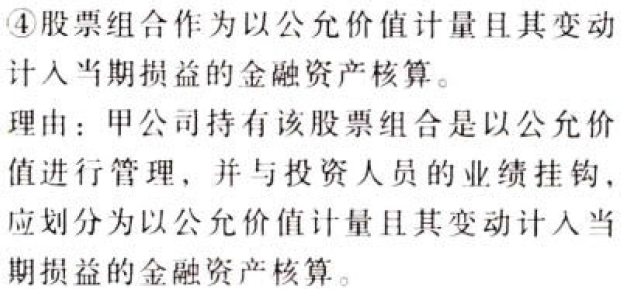 ④股票组合作为以公允价值计量且其变动
计入当期损益的金融资产核算。
理由：甲公司持有该股票组合是以公允价
值进行管理，并与投资人员的业绩挂钩，
应划分为以公允价值计量且其变动计入当
期损益的金融资产核算。